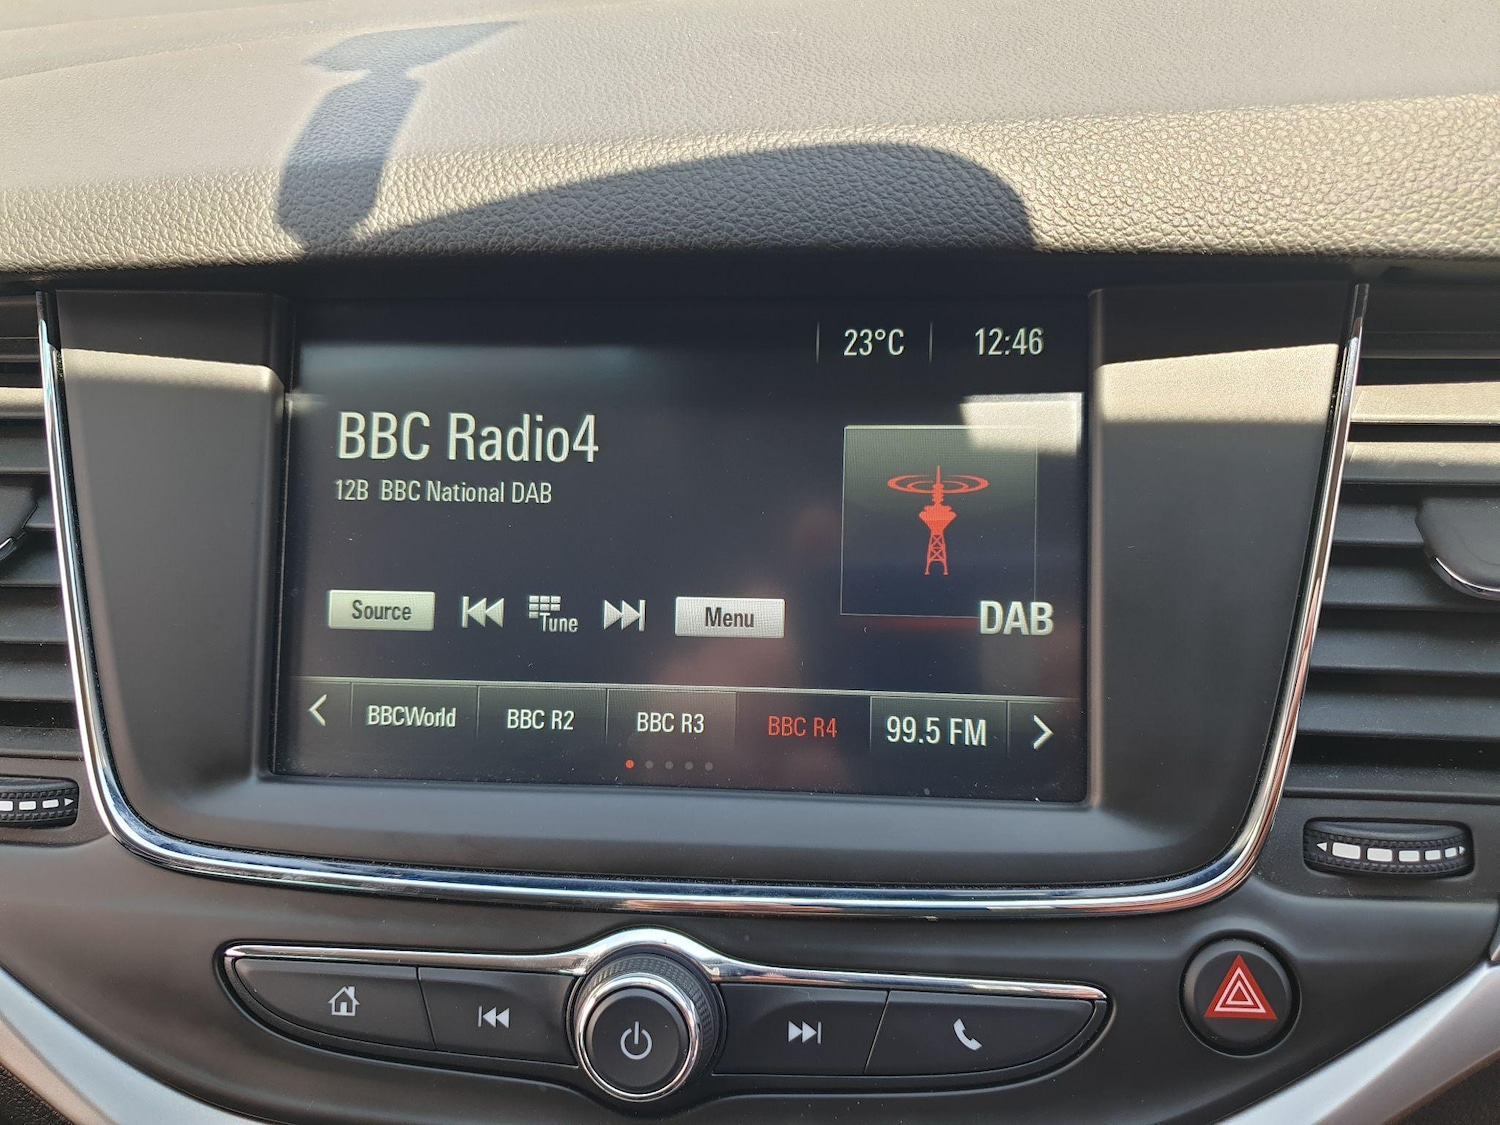 23°C 12:46
BBC Radio4
12B BBC National DAB
DAB
Source Tune Menu
BBCWorld BBC R2 BBC R3 BBC R4 99.5 FM